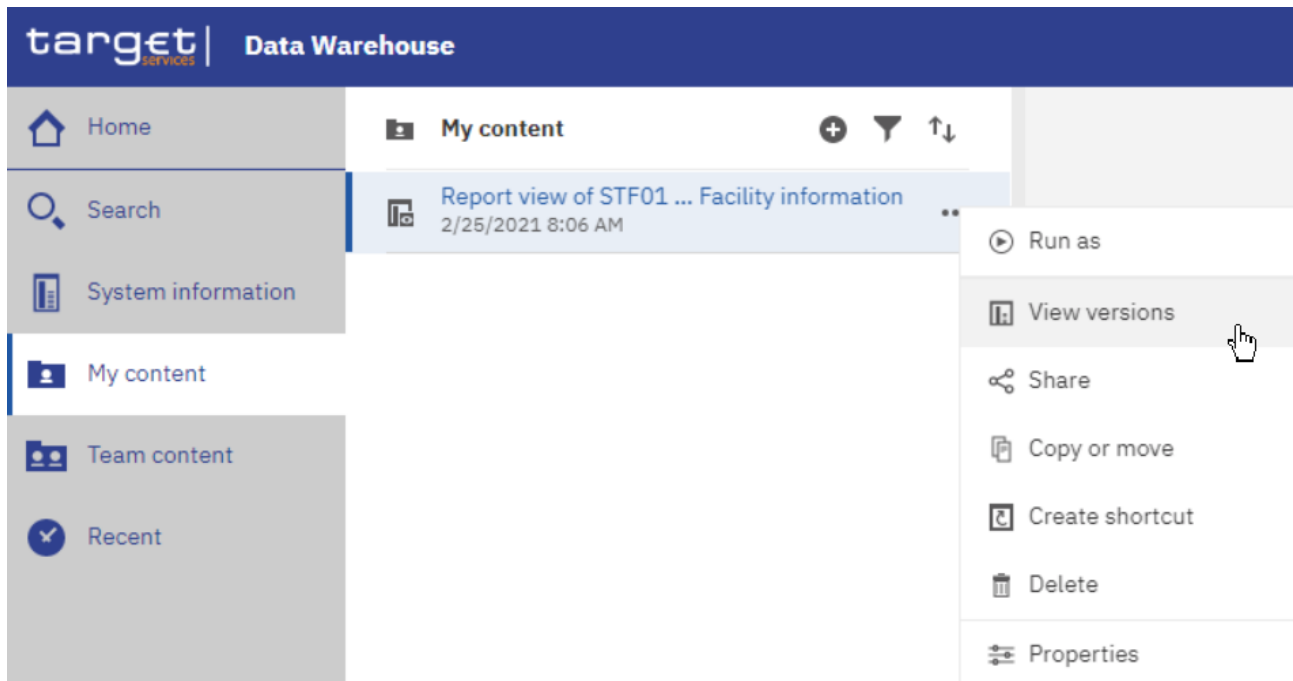 target services | Data Warehouse
Home
Search
System information
My content
Team content
Recent
My content
Report view of STF01 ... Facility information
2/25/2021 8:06 AM
Run as
View versions
Share
Copy or move
Create shortcut
Delete
Properties